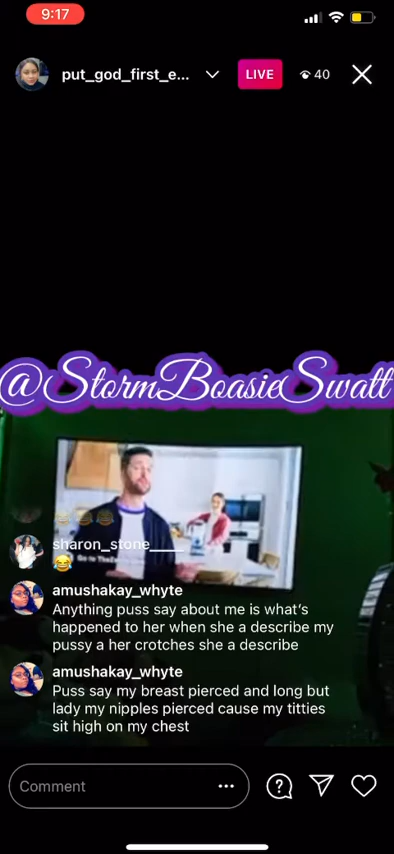 9:17
put_god_first_e...
LIVE
40
@StormBoasieSwatt
sharon_stone____
amushakay_whyte
Anything puss say about me is what's
happened to her when she a describe my
pussy a her crotches she a describe
amushakay_whyte
Puss say my breast pierced and long but
lady my nipples pierced cause my titties
sit high on my chest
Comment